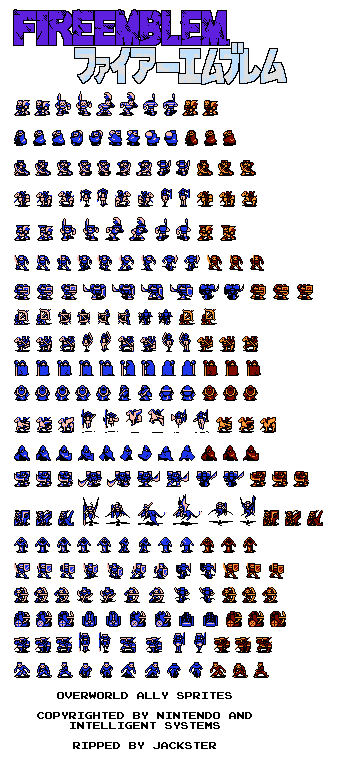 FIREEMBLEM
ファイアーエムブレム
OVERWORLD ALLY SPRITES
COPYRIGHTED BY NINTENDO AND
INTELLIGENT SYSTEMS
RIPPED BY JACKSTER